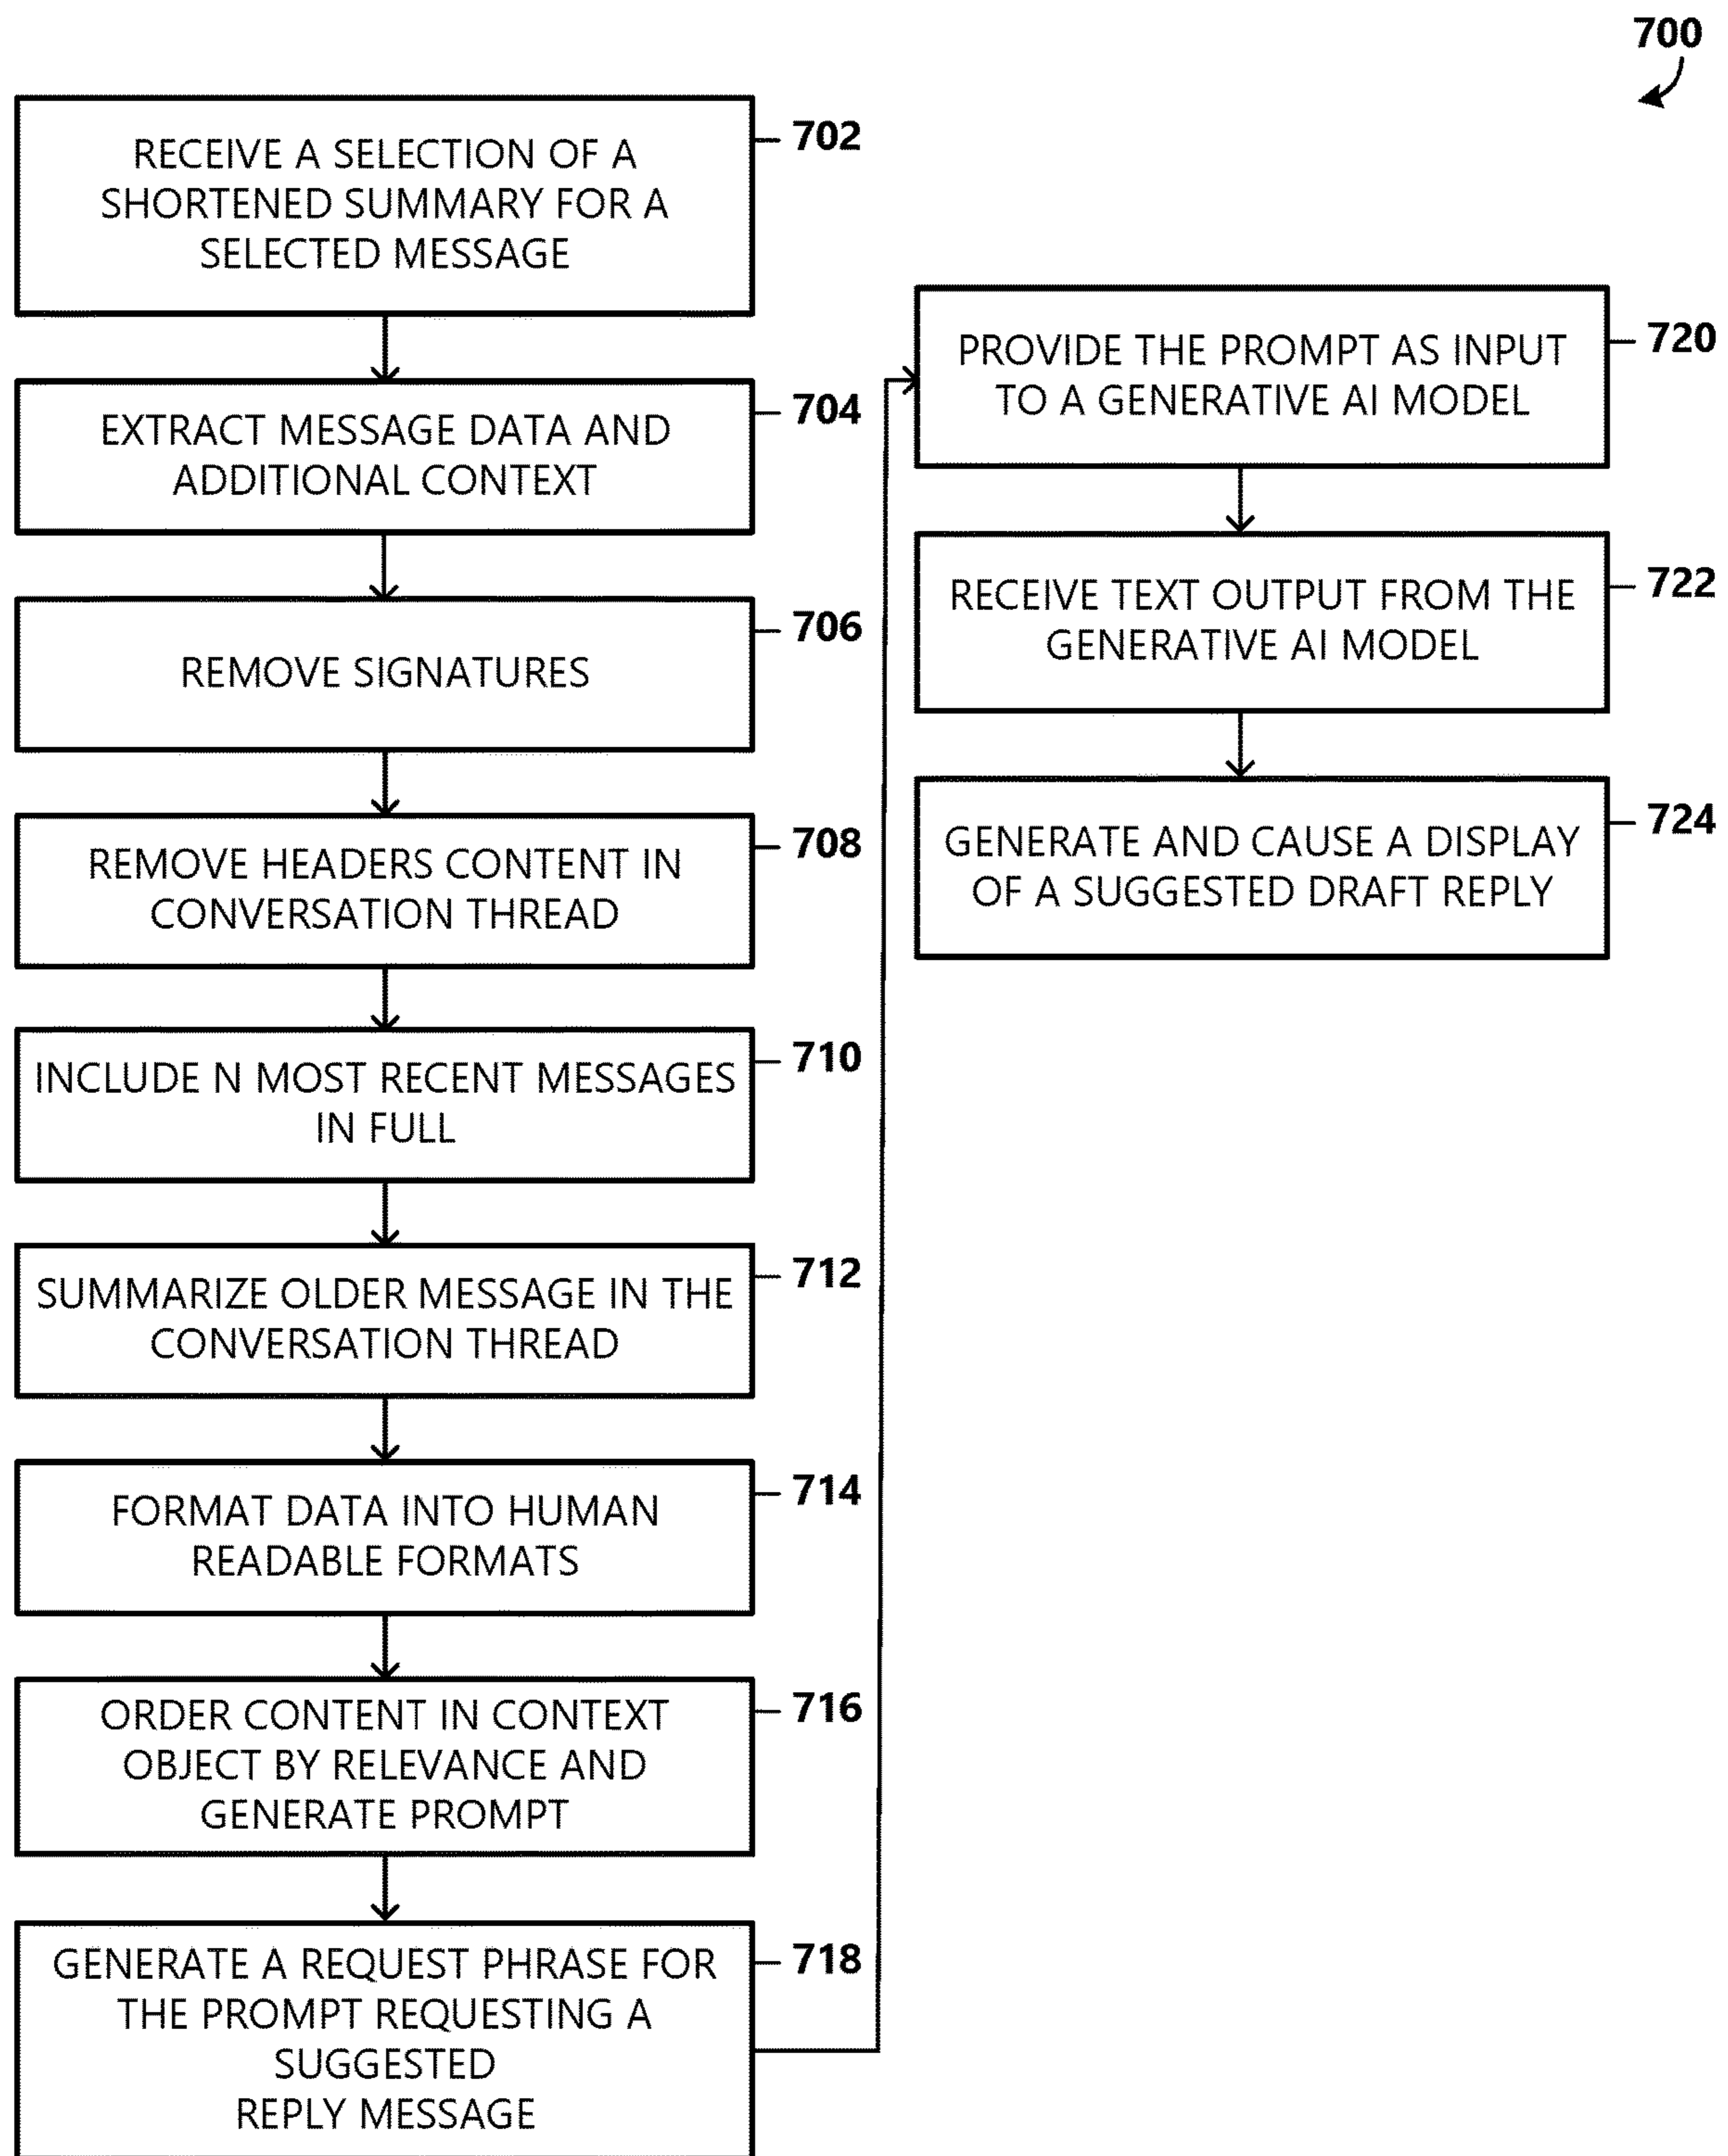 700
RECEIVE A SELECTION OF A
SHORTENED SUMMARY FOR A
SELECTED MESSAGE
702
EXTRACT MESSAGE DATA AND
ADDITIONAL CONTEXT
704
REMOVE SIGNATURES
706
REMOVE HEADERS CONTENT IN
CONVERSATION THREAD
708
INCLUDE N MOST RECENT MESSAGES
IN FULL
710
SUMMARIZE OLDER MESSAGE IN THE
CONVERSATION THREAD
712
FORMAT DATA INTO HUMAN
READABLE FORMATS
714
ORDER CONTENT IN CONTEXT
OBJECT BY RELEVANCE AND
GENERATE PROMPT
716
GENERATE A REQUEST PHRASE FOR
THE PROMPT REQUESTING A
SUGGESTED
REPLY MESSAGE
718
PROVIDE THE PROMPT AS INPUT
TO A GENERATIVE AI MODEL
720
RECEIVE TEXT OUTPUT FROM THE
GENERATIVE AI MODEL
722
GENERATE AND CAUSE A DISPLAY
OF A SUGGESTED DRAFT REPLY
724